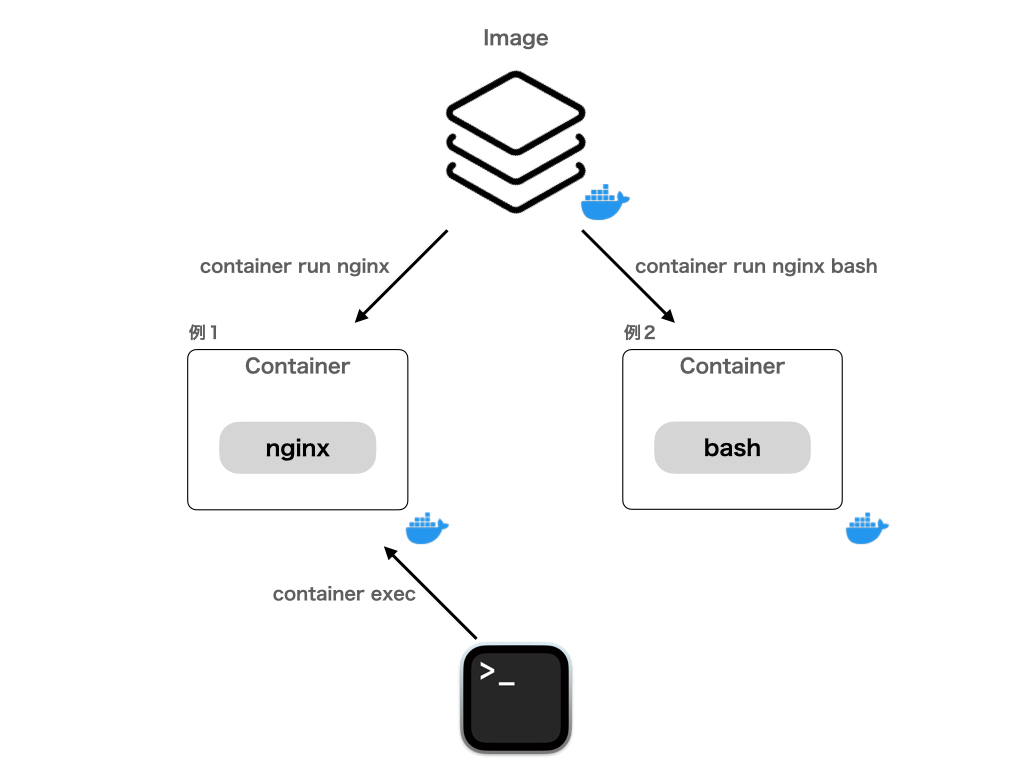 Image
container run nginx
container run nginx bash
例1
例2
Container
Container
nginx
bash
container exec
>_